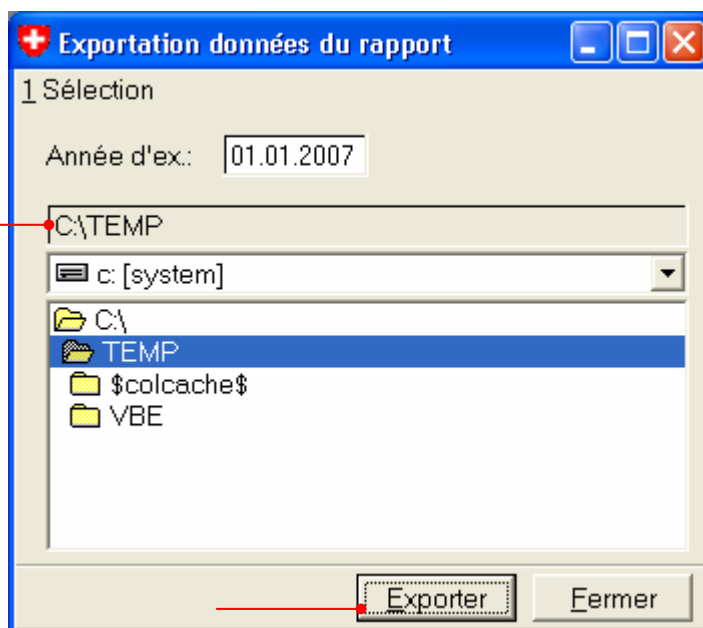 Exportation données du rapport
1 Sélection
Année d'ex.: 01.01.2007
C:\TEMP
c: [system]
C:\
TEMP
$colcache$
VBE
Exporter Fermer